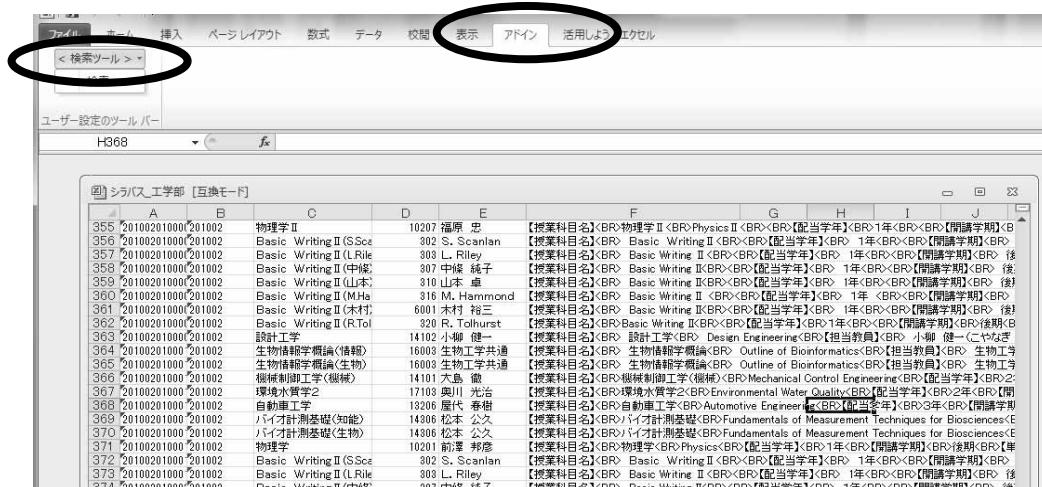 ファイル ホーム 挿入 ページレイアウト 数式 データ 校閲 表示 アドイン 活用しよう エクセル
< 検索ツール >
ユーザー設定のツール バー
H368 fx
シラバス_工学部 [互換モード]
A B C D E F G H I J
355 201002010000 201002 物理学Ⅱ 10207 福原 忠 【授業科目名】<BR>物理学Ⅱ<BR>Physics Ⅱ<BR><BR>【配当学年】<BR>1年<BR><BR>【開講学期】<B
356 201002010000 201002 Basic WritingⅡ(S.Sca 302 S. Scanlan 【授業科目名】<BR> Basic WritingⅡ<BR><BR>【配当学年】<BR> 1年<BR><BR>【開講学期】<BR>
357 201002010000 201002 Basic WritingⅡ(L.Rile 303 L. Riley 【授業科目名】<BR> Basic Writing Ⅱ<BR><BR>【配当学年】<BR> 1年<BR><BR>【開講学期】<BR> 後
358 201002010000 201002 Basic WritingⅡ(中條 307 中條 純子 【授業科目名】<BR> Basic Writing Ⅱ<BR><BR>【配当学年】<BR> 1年<BR><BR>【開講学期】<BR> 後
359 201002010000 201002 Basic WritingⅡ(山本 310 山本 卓 【授業科目名】<BR> Basic WritingⅡ<BR><BR>【配当学年】<BR> 1年<BR><BR>【開講学期】<BR> 後
360 201002010000 201002 Basic WritingⅡ(M.Ha 316 M. Hammond 【授業科目名】<BR> Basic Writing Ⅱ <BR><BR>【配当学年】<BR> 1年 <BR><BR>【開講学期】<BR>
361 201002010000 201002 Basic WritingⅡ(木村 6001 木村 裕三 【授業科目名】<BR> Basic Writing Ⅱ<BR><BR>【配当学年】<BR> 1年<BR><BR>【開講学期】<BR> 後
362 201002010000 201002 Basic WritingⅡ(R.Tol 320 R. Tolhurst 【授業科目名】<BR>Basic Writing Ⅱ<BR><BR>【配当学年】<BR>1年<BR><BR>【開講学期】<BR>後期<B
363 20100201000 201002 設計工学 14102 小柳 健一 【授業科目名】<BR> 設計工学<BR> Design Engineering<BR>【担当教員】<BR> 小柳 健一(こやなぎ
364 20100201000 201002 生物情報学概論(情報) 16003 生物工学共通 【授業科目名】<BR> 生物情報学概論<BR> Outline of Bioinformatics<BR>【担当教員】<BR> 生物工学
365 20100201000 201002 生物情報学概論(生物) 16003 生物工学共通 【授業科目名】<BR> 生物情報学概論<BR> Outline of Bioinformatics<BR>【担当教員】<BR> 生物工
366 20100201000 201002 機械制御工学(機械) 14101 大島 徹 【授業科目名】<BR>機械制御工学(機械)<BR>Mechanical Control Engineering<BR>【配当学年】<BR>2
367 20100201000 201002 環境水質学2 17103 奥川 光治 【授業科目名】<BR>環境水質学2<BR>Environmental Water Quality<BR>【配当学年】<BR>2年<BR>【開
368 20100201000 201002 自動車工学 13206 屋代 春樹 【授業科目名】<BR>自動車工学<BR>Automotive Engineering<BR>【配当学年】<BR>3年<BR>【開講学期
369 20100201000 201002 バイオ計測基礎(知能) 14306 松本 公久 【授業科目名】<BR>バイオ計測基礎<BR>Fundamentals of Measurement Techniques for Biosciences<B
370 20100201000 201002 バイオ計測基礎(生物) 14306 松本 公久 【授業科目名】<BR>バイオ計測基礎<BR>Fundamentals of Measurement Techniques for Biosciences<B
371 20100201000 201002 物理学 10201 前澤 邦彦 【授業科目名】<BR>物理学<BR>Physics<BR><BR>【配当学年】<BR>1年<BR>【開講学期】<BR>後期<BR>【単
372 20100201000 201002 Basic WritingⅡ(S.Sca 302 S. Scanlan 【授業科目名】<BR> Basic WritingⅡ<BR><BR>【配当学年】<BR> 1年<BR><BR>【開講学期】<BR>
373 20100201000 201002 Basic WritingⅡ(L.Rile 303 L. Riley 【授業科目名】<BR> Basic Writing Ⅱ<BR><BR>【配当学年】<BR> 1年<BR><BR>【開講学期】<BR> 後